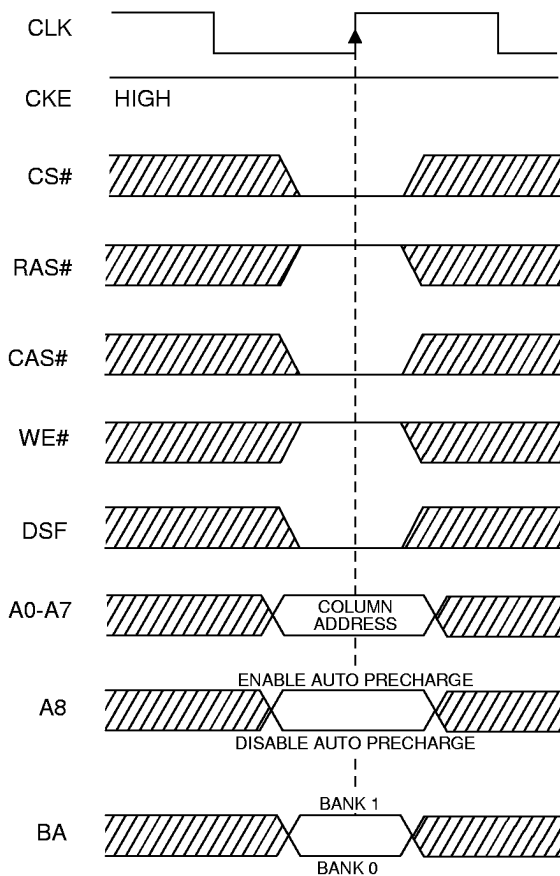 CLK
CKE HIGH
CS#
RAS#
CAS#
WE#
DSF
A0-A7 COLUMN
ADDRESS
ENABLE AUTO PRECHARGE
A8
DISABLE AUTO PRECHARGE
BANK 1
BA
BANK 0